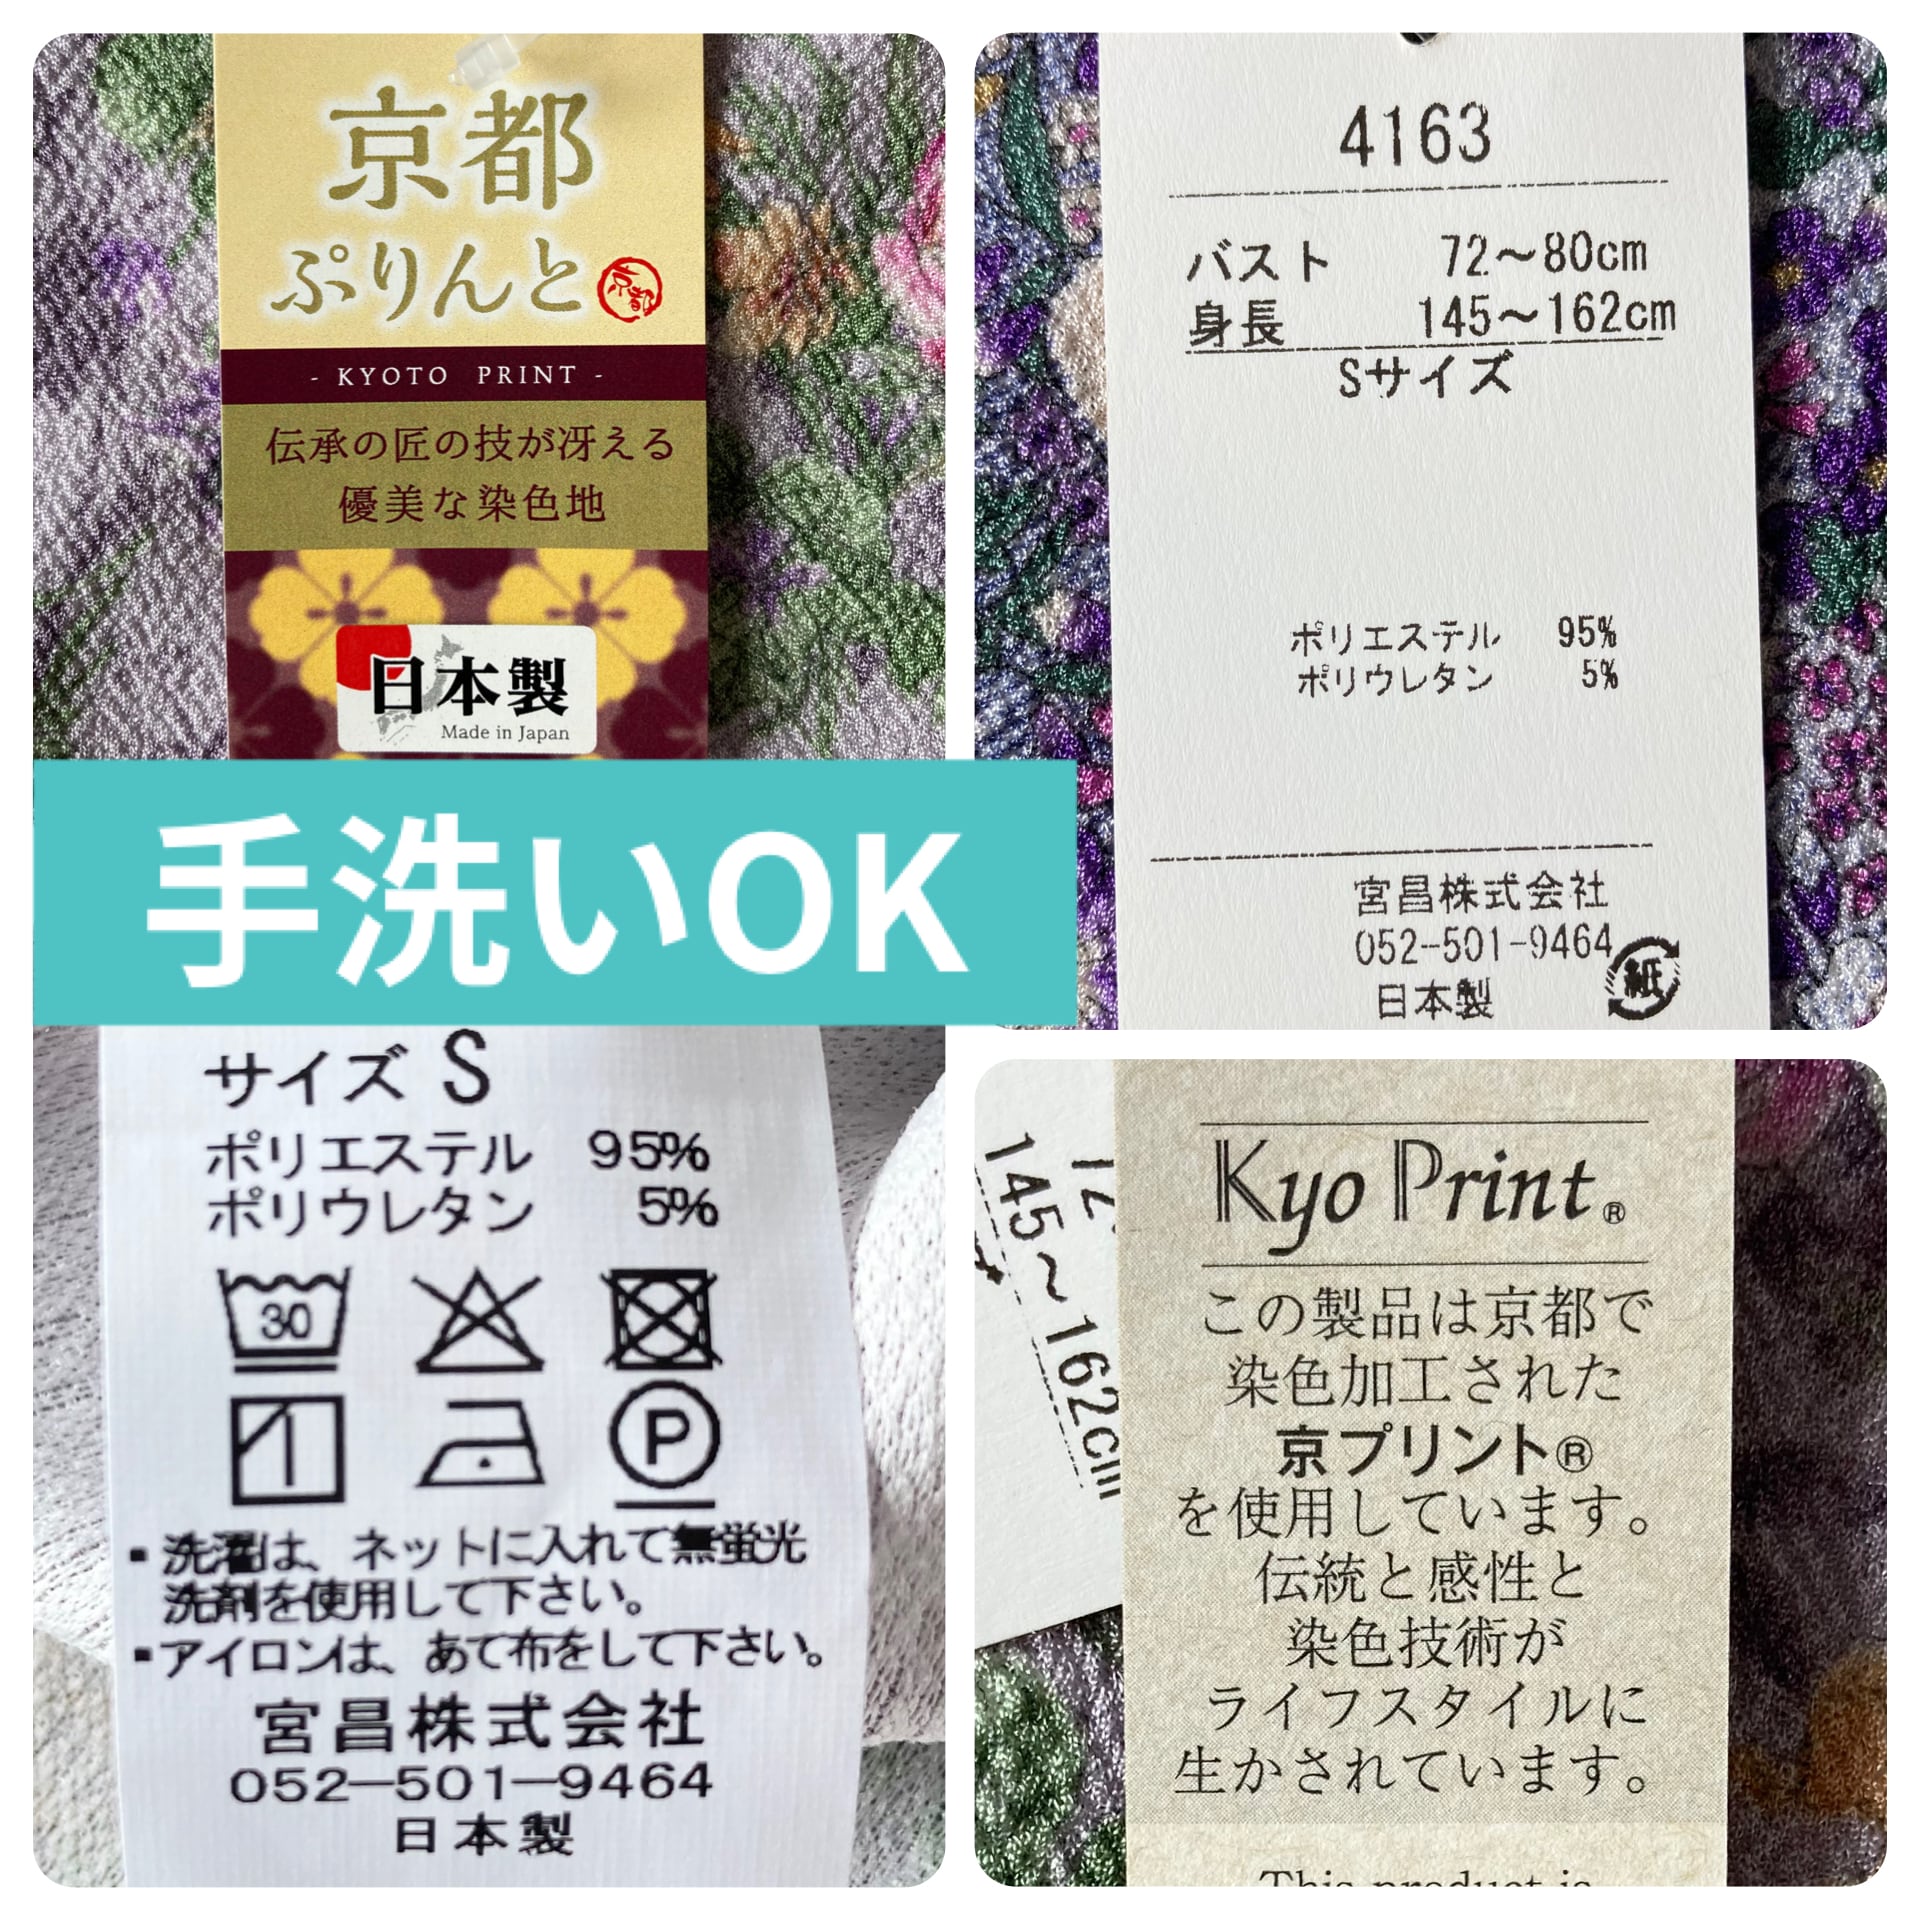 京都
ぷりんと
京都
- KYOTO PRINT -
伝承の匠の技が冴える
優美な染色地
日本製
Made in Japan
4163
バスト 72～80cm
身長 145～162cm
Sサイズ
ポリエステル 95%
ポリウレタン 5%
宮昌株式会社
052-501-9464
紙
日本製
手洗いOK
サイズ S
ポリエステル 95%
ポリウレタン 5%
30
P
▪洗濯は、ネットに入れて無蛍光
洗剤を使用して下さい。
▪アイロンは、あて布をして下さい。
宮昌株式会社
052—501—9464
日本製
145～162cm
Kyo Print®
この製品は京都で
染色加工された
京プリント®
を使用しています。
伝統と感性と
染色技術が
ライフスタイルに
生かされています。
This product is